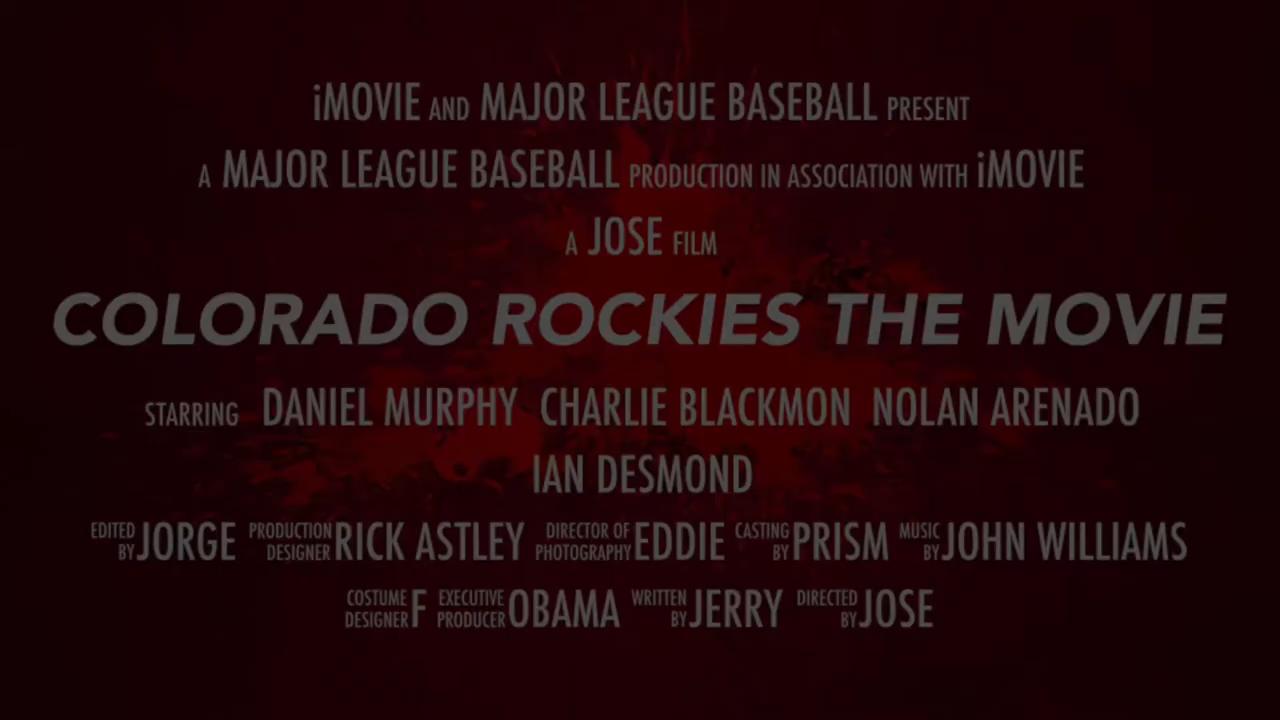 iMOVIE AND MAJOR LEAGUE BASEBALL PRESENT
A MAJOR LEAGUE BASEBALL PRODUCTION IN ASSOCIATION WITH iMOVIE
A JOSE FILM
COLORADO ROCKIES THE MOVIE
STARRING DANIEL MURPHY CHARLIE BLACKMON NOLAN ARENADO
IAN DESMOND
EDITED BY JORGE PRODUCTION DESIGNER RICK ASTLEY DIRECTOR OF PHOTOGRAPHY EDDIE CASTING BY PRISM MUSIC BY JOHN WILLIAMS
COSTUME DESIGNER F EXECUTIVE PRODUCER OBAMA WRITTEN BY JERRY DIRECTED BY JOSE